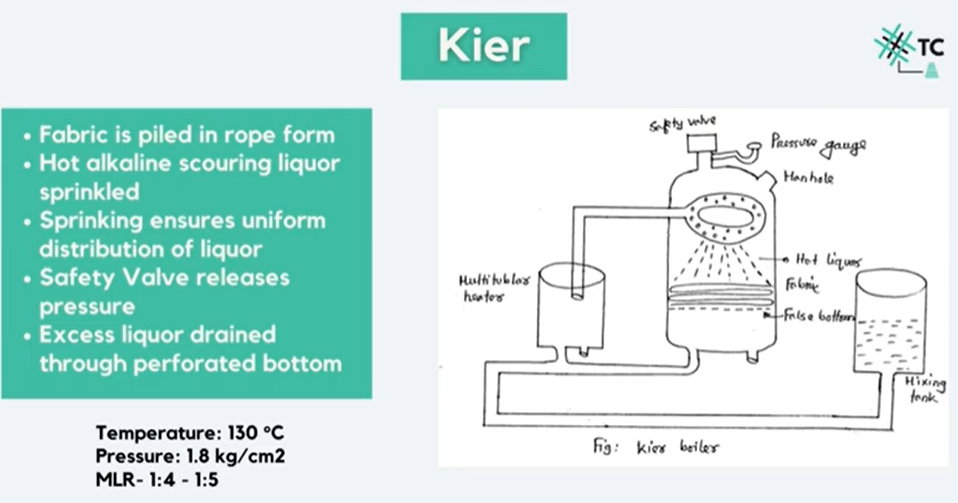 Kier
TC
• Fabric is piled in rope form
• Hot alkaline scouring liquor
sprinkled
• Sprinking ensures uniform
distribution of liquor
• Safety Valve releases
pressure
• Excess liquor drained
through perforated bottom
Temperature: 130 °C
Pressure: 1.8 kg/cm2
MLR- 1:4 - 1:5
Safety valve
Pressure gauge
Manhole
Multitubler
heater
Hot liquor
Fabric
False bottom
Mixing
tank
Fig: Kier boiler